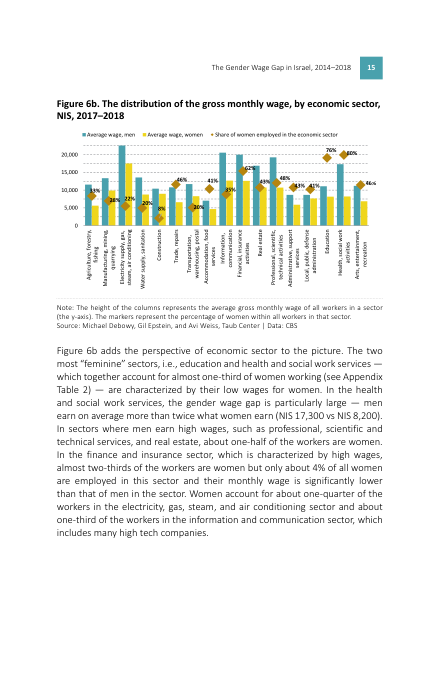 The Gender Wage Gap in Israel, 2014–2018
15
Figure 6b. The distribution of the gross monthly wage, by economic sector,
NIS, 2017–2018
Average wage, men
Average wage, women
Share of women employed in the economic sector
20,000
15,000
10,000
5,000
0
33%
28%
22%
20%
8%
46%
20%
41%
35%
62%
43%
48%
43%
41%
76%
80%
46%
Agriculture, forestry,
fishing
Manufacturing, mining,
quarrying
Electricity supply, gas,
steam, air conditioning
Water supply, sanitation
Construction
Trade, repairs
Transportation,
warehousing, postal
Accommodation, food
services
Information,
communication
Financial, insurance
activities
Real estate
Professional, scientific,
technical activities
Administrative, support
services
Local, public, defense
administration
Education
Health, social work
activities
Arts, entertainment,
recreation
Note: The height of the columns represents the average gross monthly wage of all workers in a sector
(the y-axis). The markers represent the percentage of women within all workers in that sector.
Source: Michael Debowy, Gil Epstein, and Avi Weiss, Taub Center | Data: CBS
Figure 6b adds the perspective of economic sector to the picture. The two
most “feminine” sectors, i.e., education and health and social work services —
which together account for almost one-third of women working (see Appendix
Table 2) — are characterized by their low wages for women. In the health
and social work services, the gender wage gap is particularly large — men
earn on average more than twice what women earn (NIS 17,300 vs NIS 8,200).
In sectors where men earn high wages, such as professional, scientific and
technical services, and real estate, about one-half of the workers are women.
In the finance and insurance sector, which is characterized by high wages,
almost two-thirds of the workers are women but only about 4% of all women
are employed in this sector and their monthly wage is significantly lower
than that of men in the sector. Women account for about one-quarter of the
workers in the electricity, gas, steam, and air conditioning sector and about
one-third of the workers in the information and communication sector, which
includes many high tech companies.